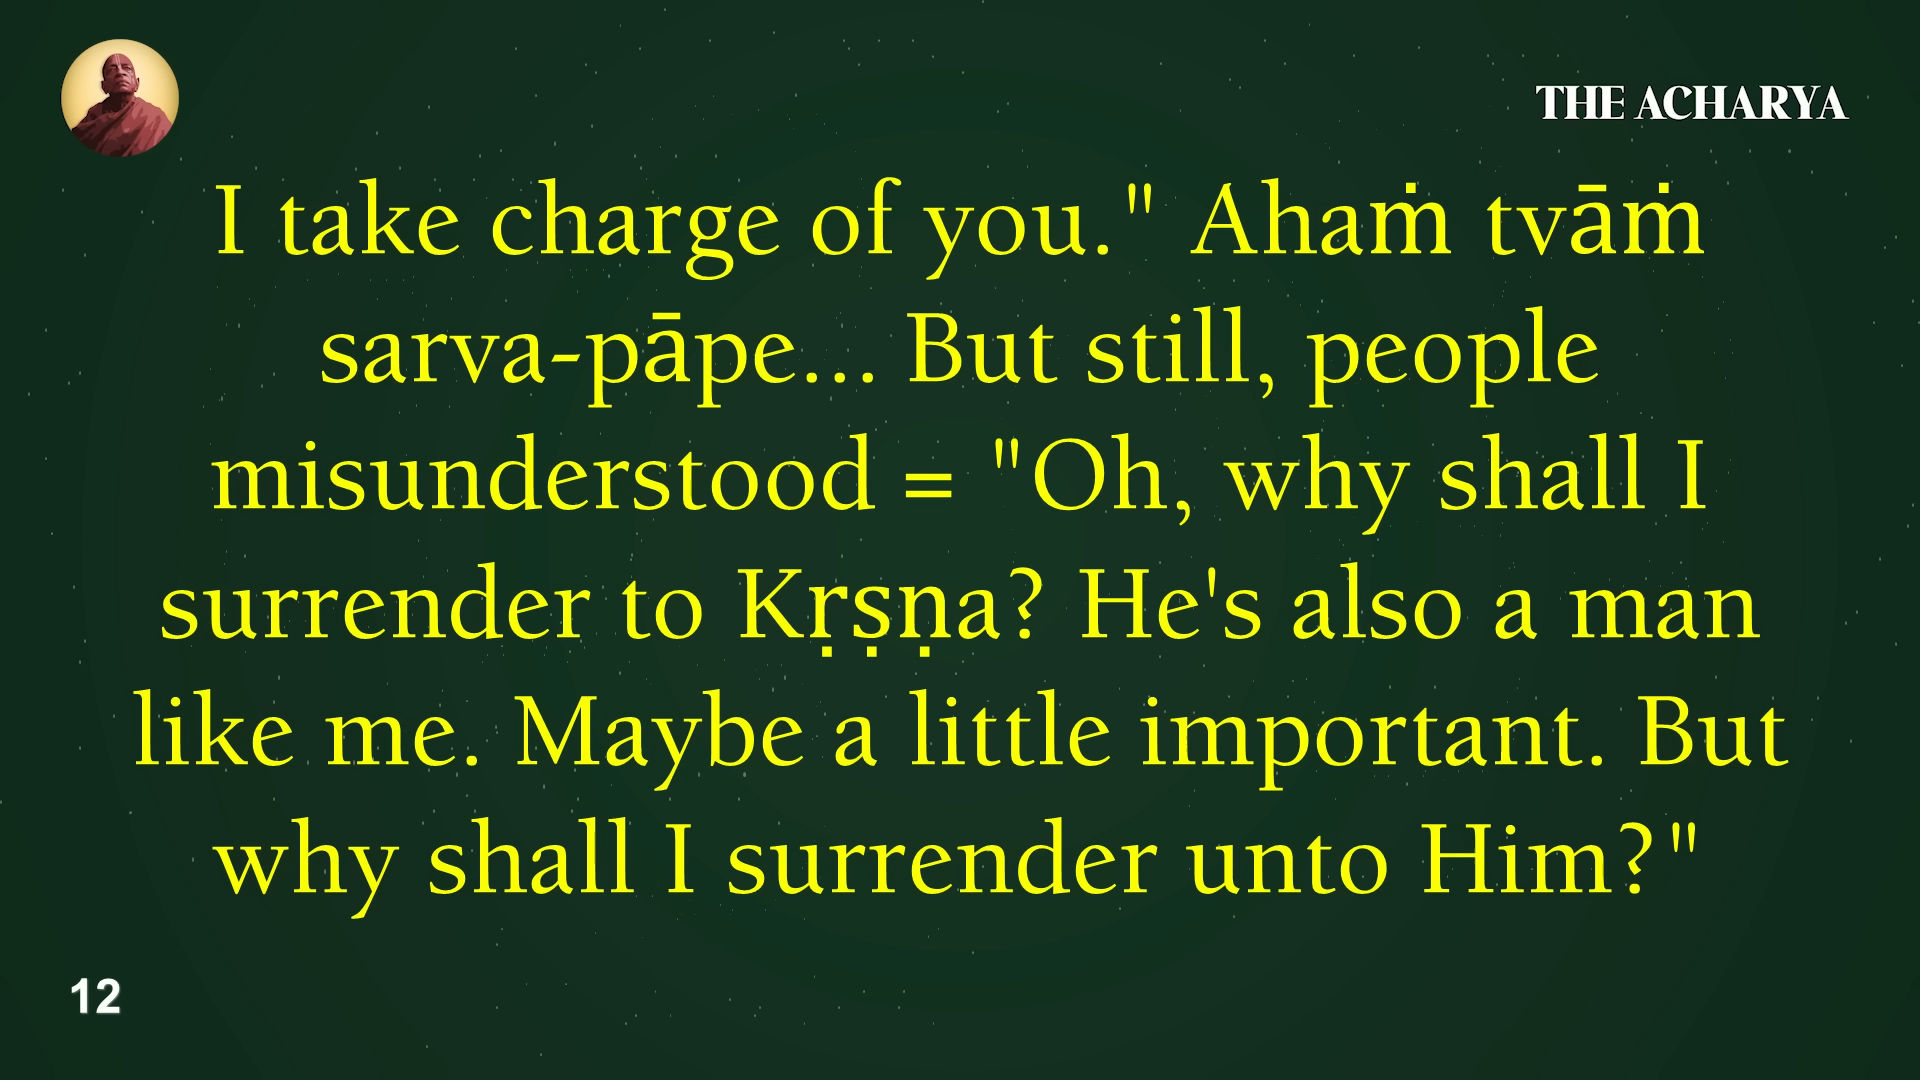 THE ACHARYA
I take charge of you." Ahaṁ tvāṁ
sarva-pāpe... But still, people
misunderstood = "Oh, why shall I
surrender to Kṛṣṇa? He's also a man
like me. Maybe a little important. But
why shall I surrender unto Him?"
12